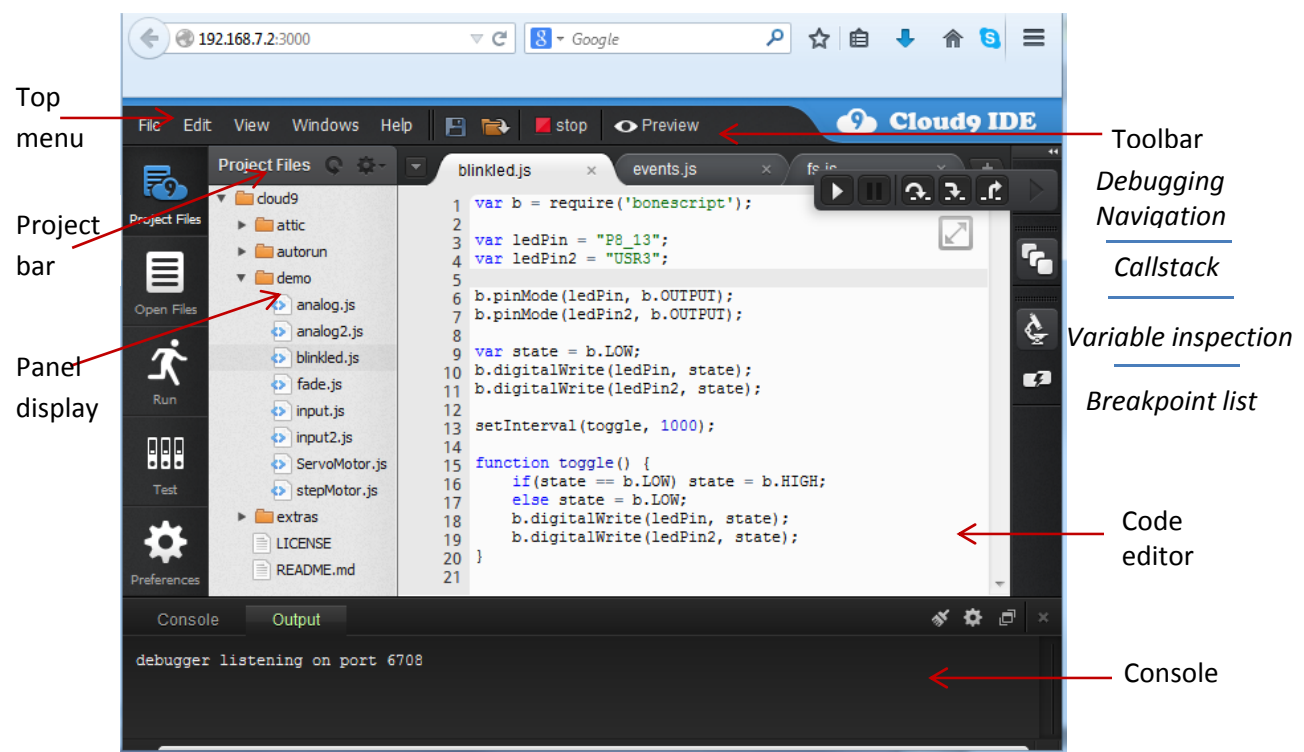 192.168.7.2:3000
8 Google
S
Top
menu
File Edit View Windows Help stop Preview 9 Cloud9 IDE
Toolbar
Debugging
Navigation
Callstack
Variable inspection
Breakpoint list
Project
bar
Panel
display
Project Files
Open Files
Run
Test
Preferences
Project Files
cloud9
attic
autorun
demo
analog.js
analog2.js
blinkled.js
fade.js
input.js
input2.js
ServoMotor.js
stepMotor.js
extras
LICENSE
README.md
blinkled.js × events.js × fs.js × +
1 var b = require('bonescript');
2
3 var ledPin = "P8_13";
4 var ledPin2 = "USR3";
5
6 b.pinMode(ledPin, b.OUTPUT);
7 b.pinMode(ledPin2, b.OUTPUT);
8
9 var state = b.LOW;
10 b.digitalWrite(ledPin, state);
11 b.digitalWrite(ledPin2, state);
12
13 setInterval(toggle, 1000);
14
15 function toggle() {
16 if(state == b.LOW) state = b.HIGH;
17 else state = b.LOW;
18 b.digitalWrite(ledPin, state);
19 b.digitalWrite(ledPin2, state);
20 }
21
Code
editor
Console Output
debugger listening on port 6708
Console